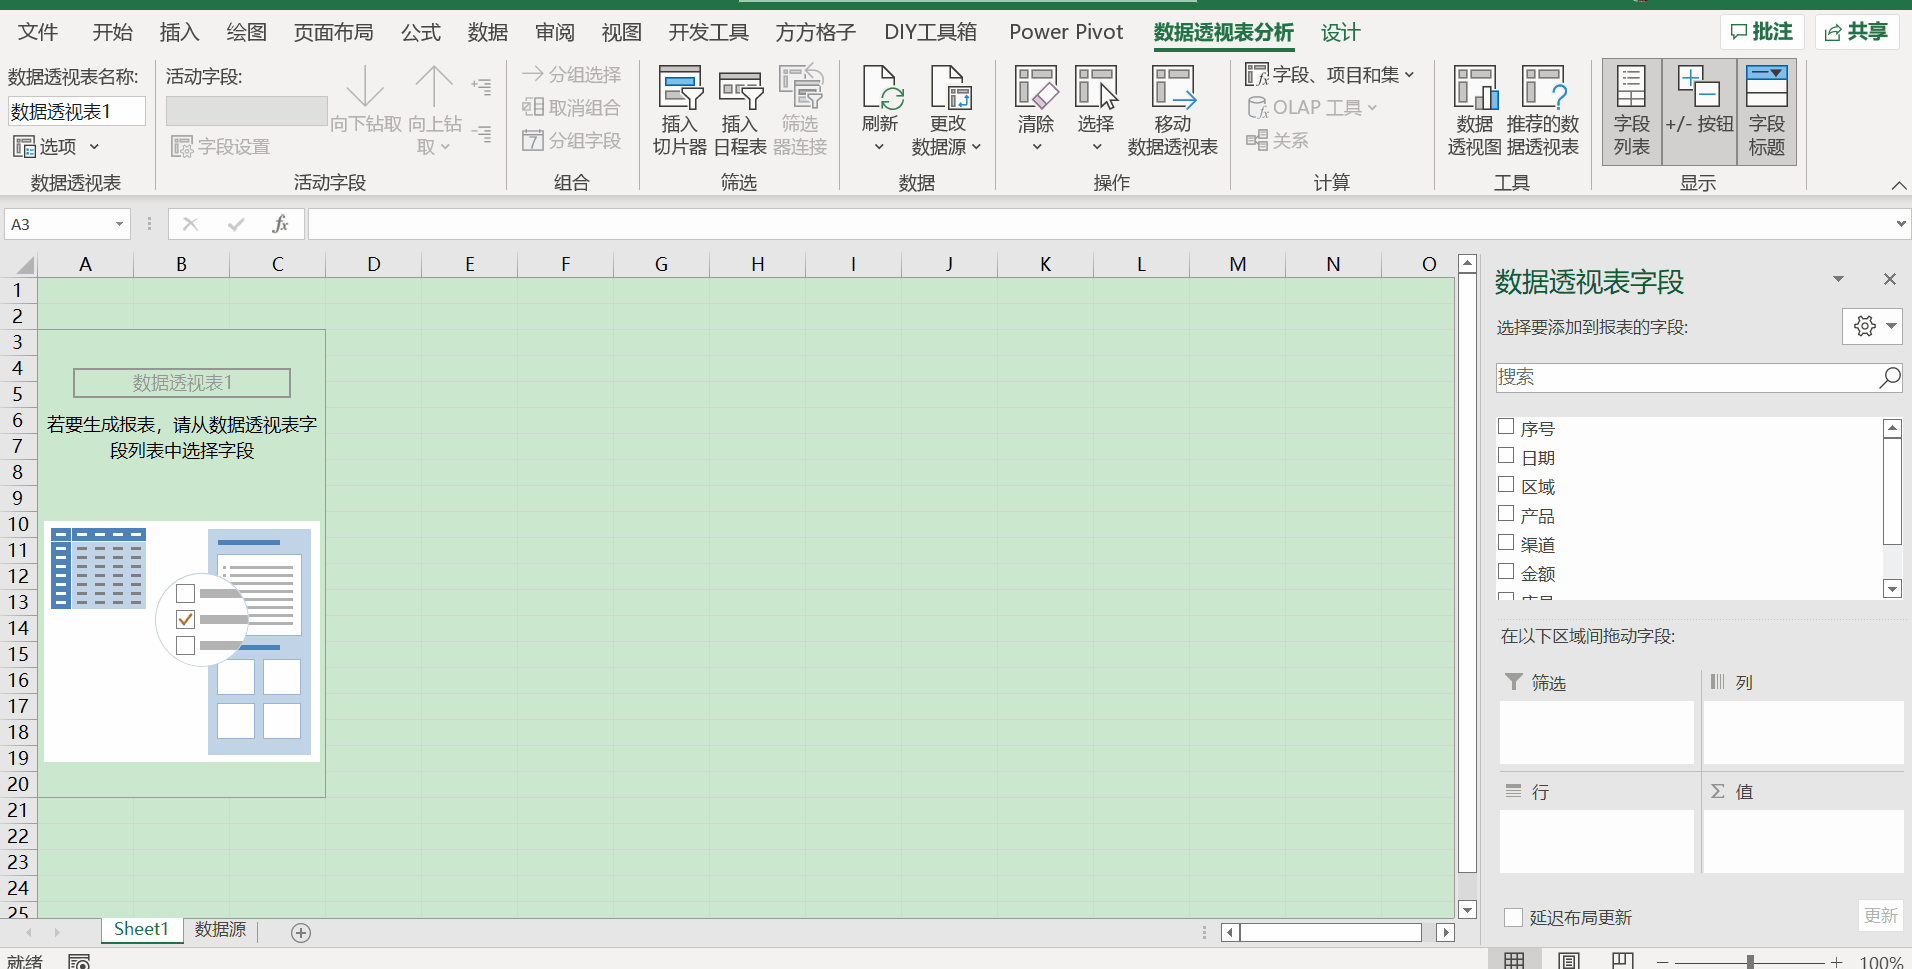 文件 开始 插入 绘图 页面布局 公式 数据 审阅 视图 开发工具 方方格子 DIY工具箱 Power Pivot 数据透视表分析 设计 批注 共享
数据透视表名称:
数据透视表1
选项
数据透视表
活动字段:
字段设置
向下钻取
向上钻
取
活动字段
分组选择
取消组合
分组字段
组合
插入
切片器
插入
日程表
筛选
器连接
筛选
刷新
更改
数据源
数据
清除
选择
移动
数据透视表
操作
字段、项目和集
OLAP 工具
关系
计算
数据
透视图
推荐的数
据透视表
工具
字段
列表
+/- 按钮
字段
标题
显示
A3
fx
A B C D E F G H I J K L M N O
1
2
3
4
5
6
7
8
9
10
11
12
13
14
15
16
17
18
19
20
21
22
23
24
25
数据透视表1
若要生成报表，请从数据透视表字
段列表中选择字段
数据透视表字段
选择要添加到报表的字段:
搜索
序号
日期
区域
产品
渠道
金额
在以下区域间拖动字段:
筛选
列
行
Σ 值
延迟布局更新
更新
Sheet1 数据源
就绪
100%